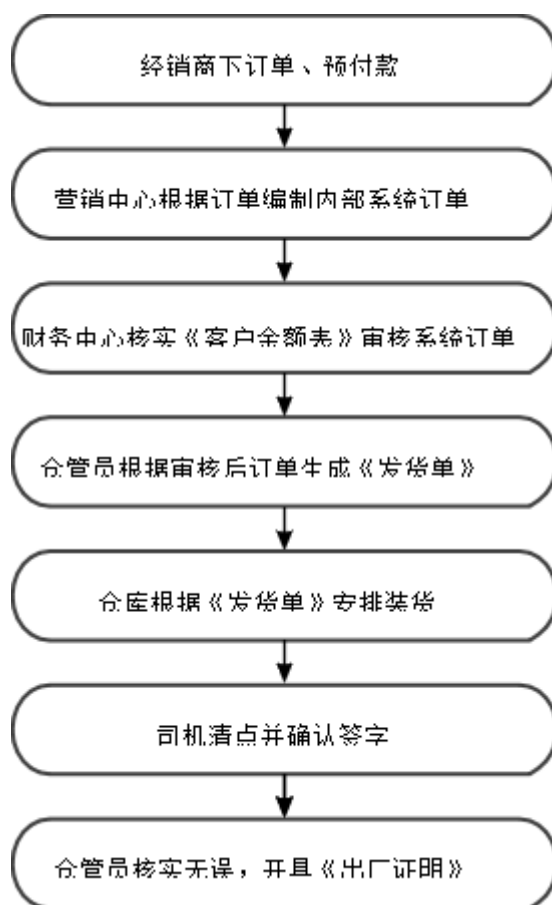 经销商下订单、预付款
营销中心根据订单编制内部系统订单
财务中心核实《客户余额表》审核系统订单
仓管员根据审核后订单生成《发货单》
仓库根据《发货单》安排装货
司机清点并确认签字
仓管员核实无误，开具《出厂证明》